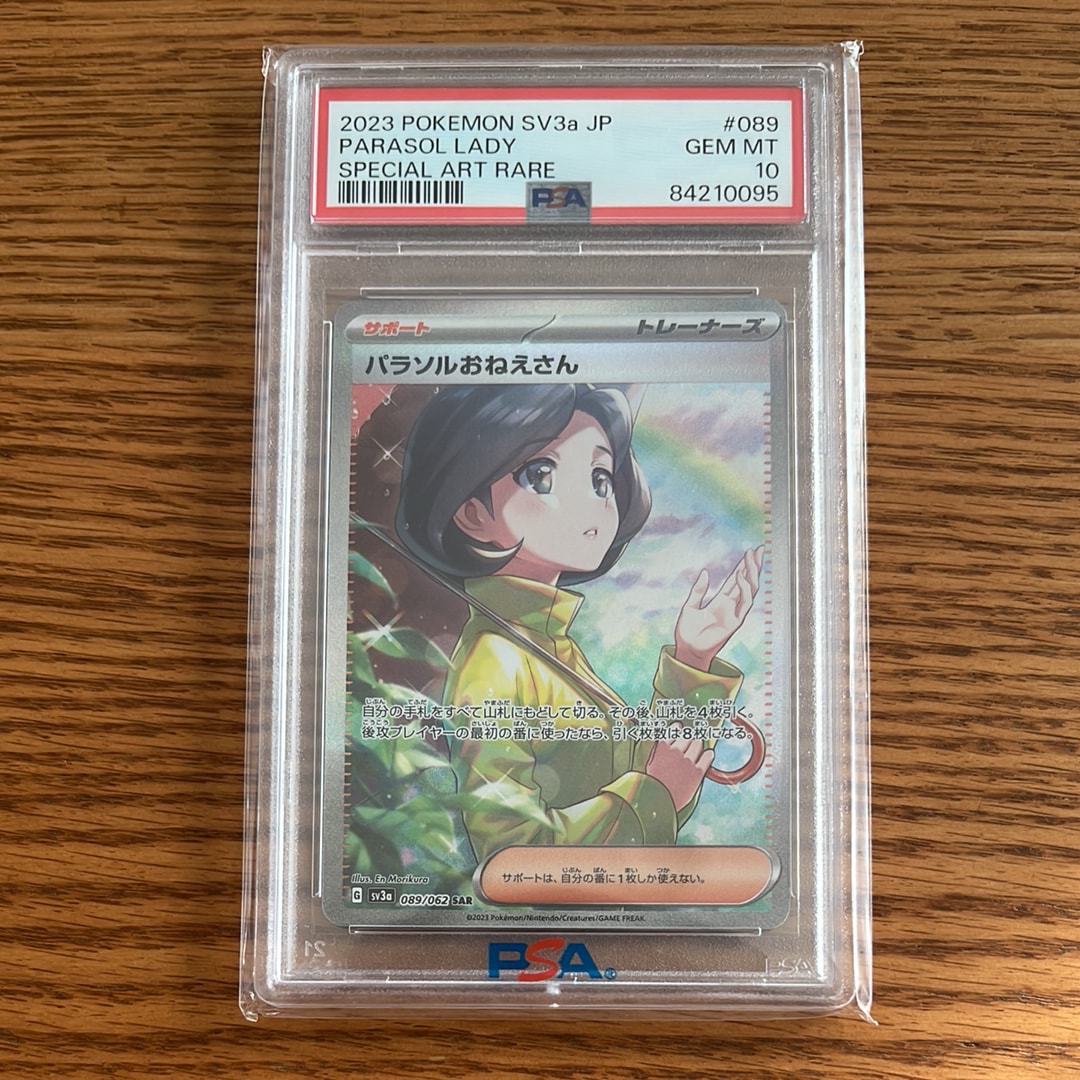 2023 POKEMON SV3a JP #089
PARASOL LADY GEM MT
SPECIAL ART RARE 10
PSA 84210095
サポート トレーナーズ
パラソルおねえさん
自分の手札をすべて山札にもどして切る。その後、山札を4枚引く。
後攻プレイヤーの最初の番に使ったなら、引く枚数は8枚になる。
サポートは、自分の番に1枚しか使えない。
Illus. En Morikura
G sv3a 089/062 SAR
©2023 Pokémon/Nintendo/Creatures/GAME FREAK.
PSA